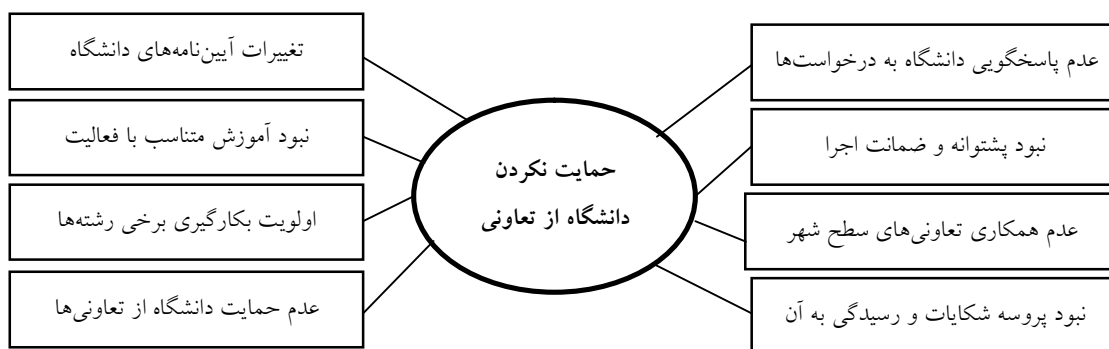 عدم پاسخگویی دانشگاه به درخواست‌ها
نبود پشتوانه و ضمانت اجرا
عدم همکاری تعاونی‌های سطح شهر
نبود پروسه شکایات و رسیدگی به آن
حمایت نکردن
دانشگاه از تعاونی
تغییرات آیین‌نامه‌های دانشگاه
نبود آموزش متناسب با فعالیت
اولویت بکارگیری برخی رشته‌ها
عدم حمایت دانشگاه از تعاونی‌ها